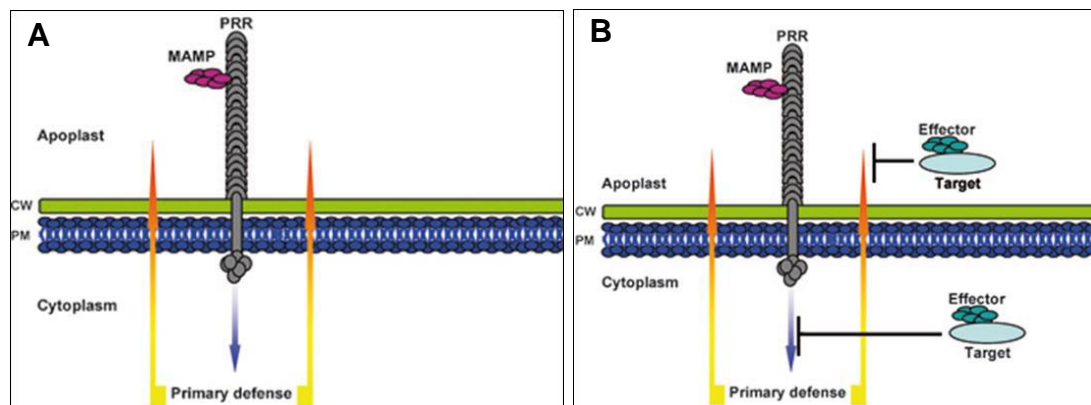 A
PRR
MAMP
Apoplast
CW
PM
Cytoplasm
Primary defense
B
PRR
MAMP
Effector
Target
Apoplast
CW
PM
Cytoplasm
Effector
Target
Primary defense